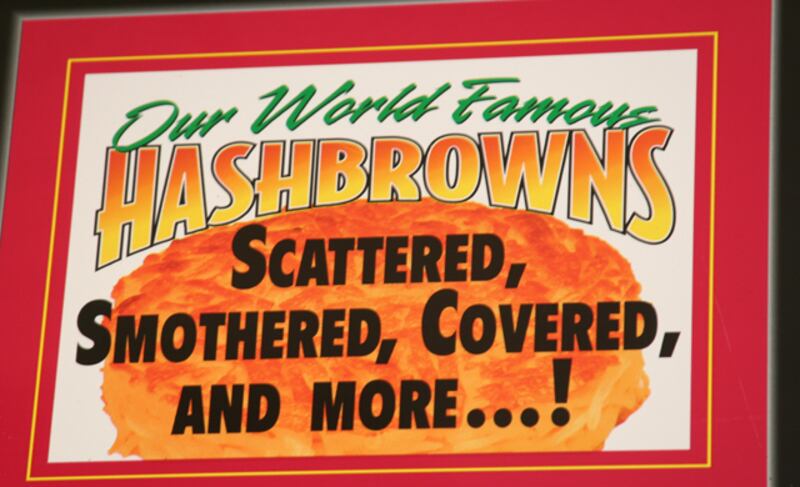 Our World Famous
HASHBROWNS
SCATTERED,
SMOTHERED, COVERED,
AND MORE...!